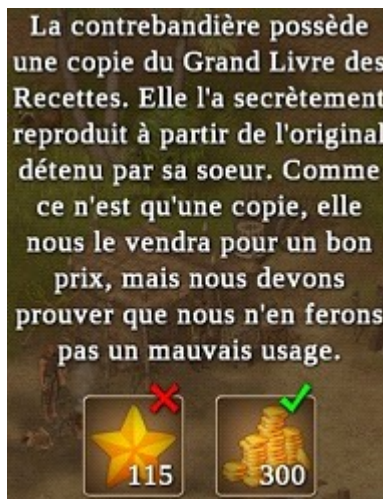 La contrebandière possède
une copie du Grand Livre des
Recettes. Elle l'a secrètement
reproduit à partir de l'original
détenu par sa soeur. Comme
ce n'est qu'une copie, elle
nous le vendra pour un bon
prix, mais nous devons
prouver que nous n'en ferons
pas un mauvais usage.
115 300